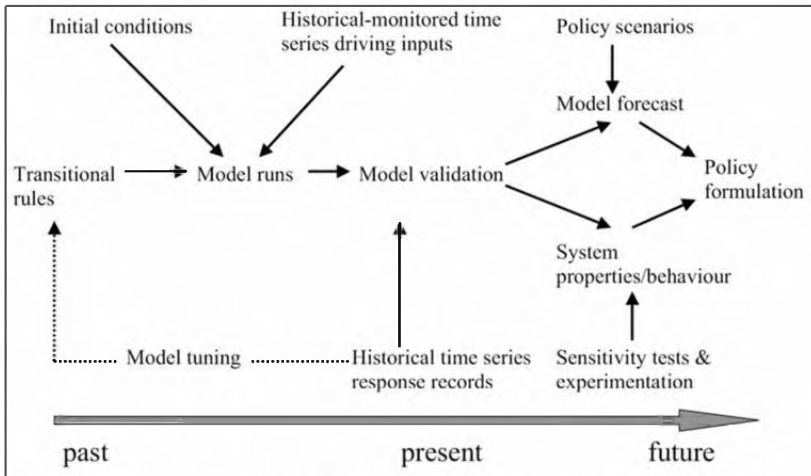 Initial conditions
Historical-monitored time
series driving inputs
Policy scenarios
Model forecast
Transitional
rules
Model runs
Model validation
Policy
formulation
System
properties/behaviour
Model tuning
Historical time series
response records
Sensitivity tests &
experimentation
past
present
future